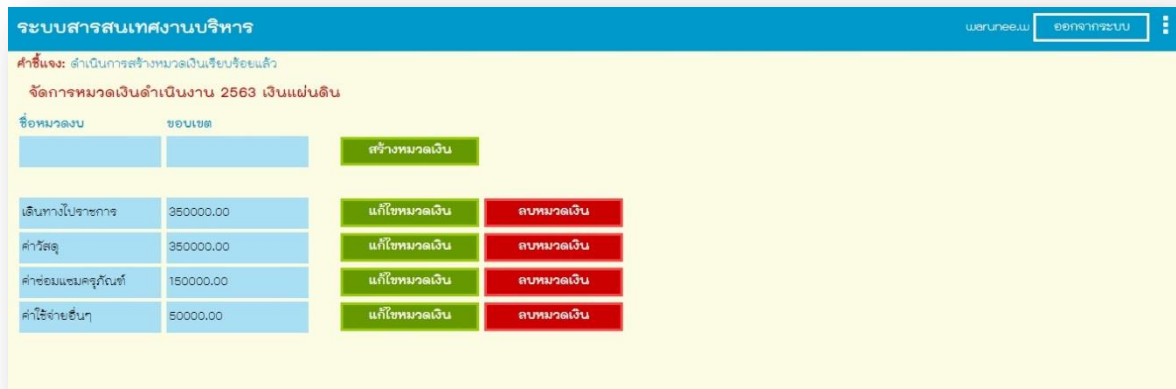 ระบบสารสนเทศงานบริหาร
warunee.w ออกจากระบบ
คำชี้แจง: ดำเนินการสร้างหมวดเงินเรียบร้อยแล้ว
จัดการหมวดเงินดำเนินงาน 2563 เงินแผ่นดิน
ชื่อหมวดงบ ขอบเขต
สร้างหมวดเงิน
เดินทางไปราชการ 350000.00 แก้ไขหมวดเงิน ลบหมวดเงิน
ค่าวัสดุ 350000.00 แก้ไขหมวดเงิน ลบหมวดเงิน
ค่าซ่อมแซมครุภัณฑ์ 150000.00 แก้ไขหมวดเงิน ลบหมวดเงิน
ค่าใช้จ่ายอื่นๆ 50000.00 แก้ไขหมวดเงิน ลบหมวดเงิน